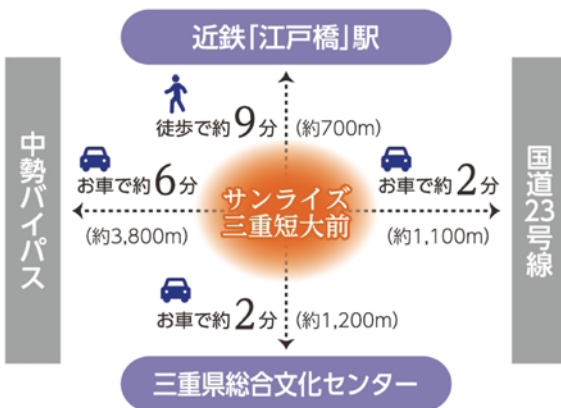 近鉄「江戸橋」駅
徒歩で約9分 (約700m)
中勢バイパス
お車で約6分
(約3,800m)
サンライズ
三重短大前
お車で約2分
(約1,100m)
国道23号線
お車で約2分 (約1,200m)
三重県総合文化センター